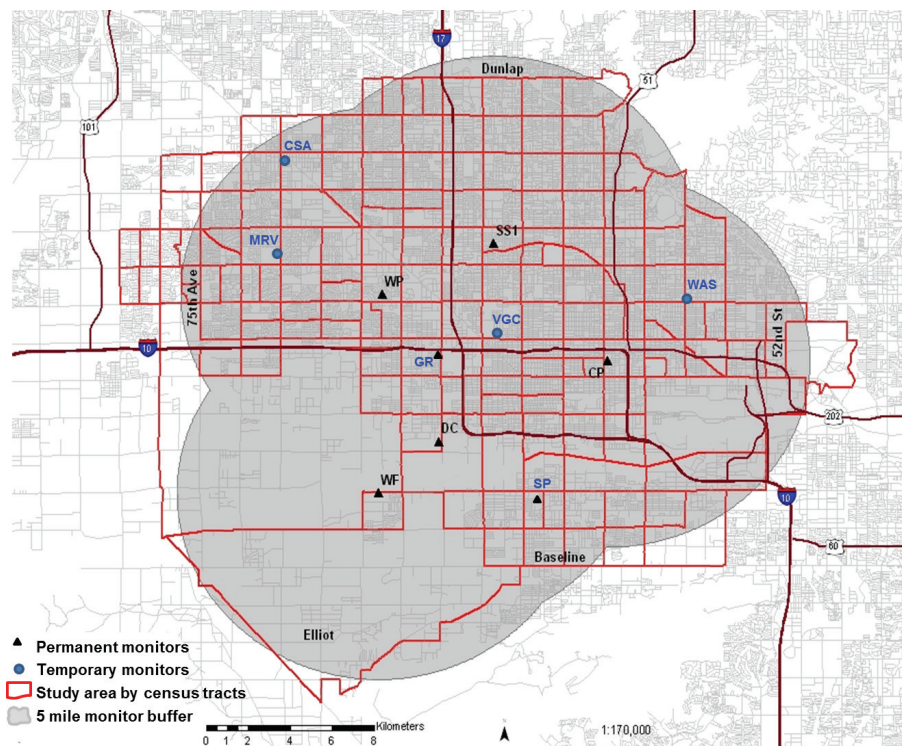 17
Dunlap
51
101
CSA
SS1
MRV
WP
WAS
75th Ave
VGC
52nd St
10
GR
CP
202
DC
WF
SP
10
Baseline
60
Elliot
Permanent monitors
Temporary monitors
Study area by census tracts
5 mile monitor buffer
Kilometers
0 1 2 4 6 8
N
1:170,000